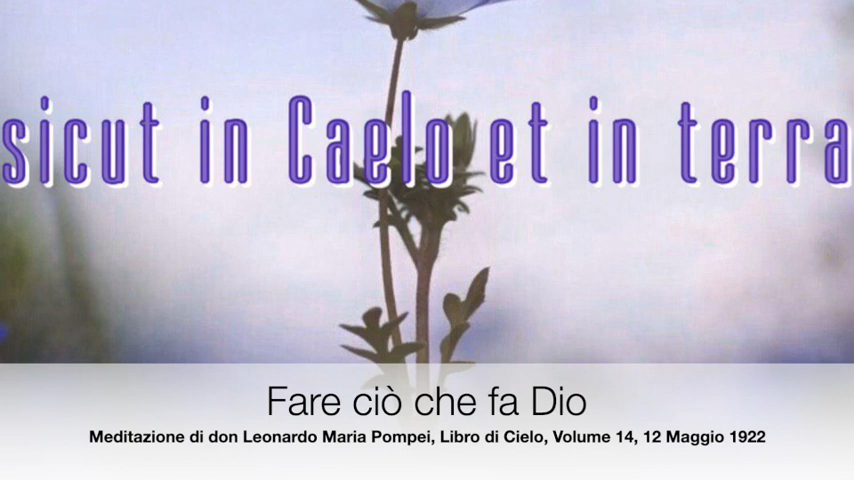 sicut in Caelo et in terra
Fare ciò che fa Dio
Meditazione di don Leonardo Maria Pompei, Libro di Cielo, Volume 14, 12 Maggio 1922